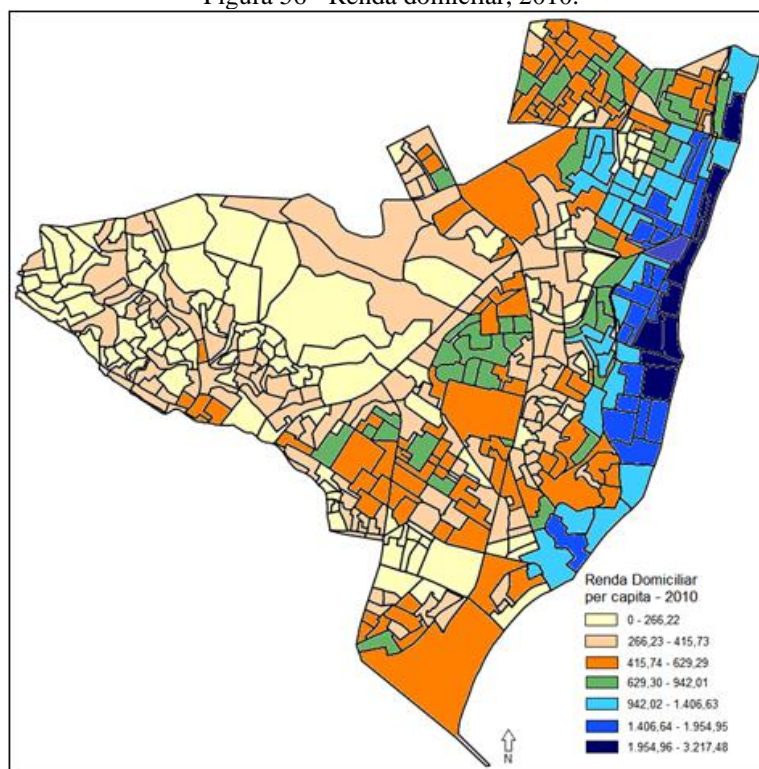 Figura 38 - Renda domiciliar, 2010.
Renda Domiciliar
per capita - 2010
0 - 266,22
266,23 - 415,73
415,74 - 629,29
629,30 - 942,01
942,02 - 1.406,63
1.406,64 - 1.954,95
1.954,96 - 3.217,48
N